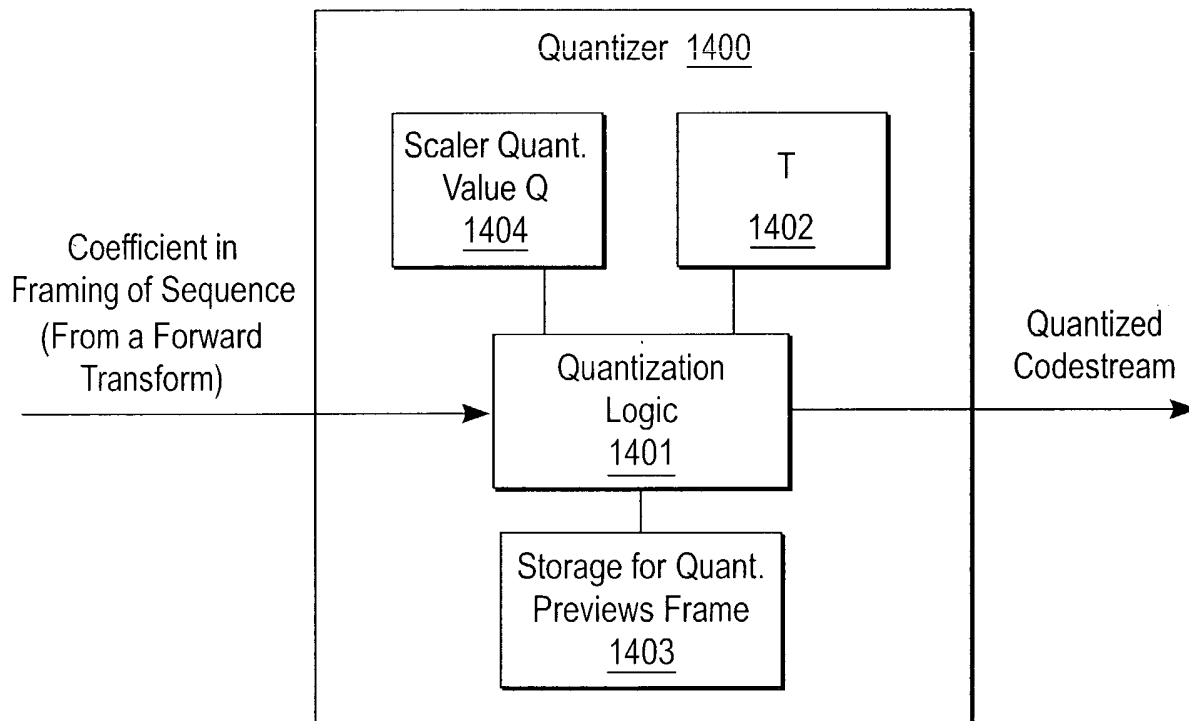 Quantizer 1400
Scaler Quant.
Value Q
1404
T
1402
Coefficient in
Framing of Sequence
(From a Forward
Transform)
Quantization
Logic
1401
Quantized
Codestream
Storage for Quant.
Previews Frame
1403